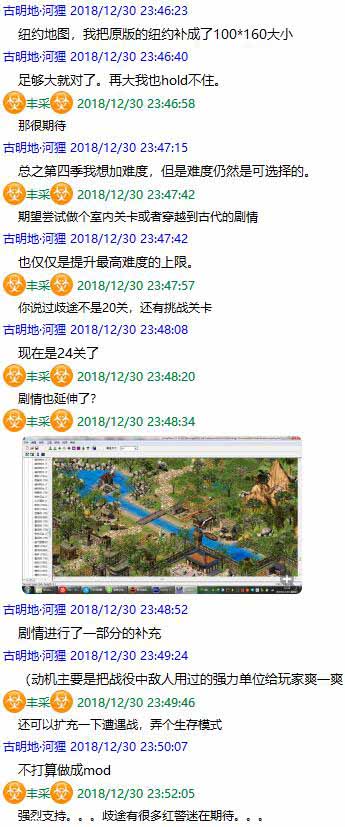 古明地·河狸 2018/12/30 23:46:23
纽约地图，我把原版的纽约补成了100*160大小
古明地·河狸 2018/12/30 23:46:40
足够大就对了。再大我也hold不住。
丰采 2018/12/30 23:46:58
那很期待
古明地·河狸 2018/12/30 23:47:15
总之第四季我想加难度，但是难度仍然是可选择的。
丰采 2018/12/30 23:47:42
期望尝试做个室内关卡或者穿越到古代的剧情
古明地·河狸 2018/12/30 23:47:42
也仅仅是提升最高难度的上限。
丰采 2018/12/30 23:47:57
你说过歧途不是20关，还有挑战关卡
古明地·河狸 2018/12/30 23:48:08
现在是24关了
丰采 2018/12/30 23:48:20
剧情也延伸了?
丰采 2018/12/30 23:48:34
古明地·河狸 2018/12/30 23:48:52
剧情进行了一部分的补充
古明地·河狸 2018/12/30 23:49:24
（动机主要是把战役中敌人用过的强力单位给玩家爽一爽
丰采 2018/12/30 23:49:46
还可以扩充一下遭遇战，弄个生存模式
古明地·河狸 2018/12/30 23:50:07
不打算做成mod
丰采 2018/12/30 23:52:05
强烈支持。。。歧途有很多红警迷在期待。。。